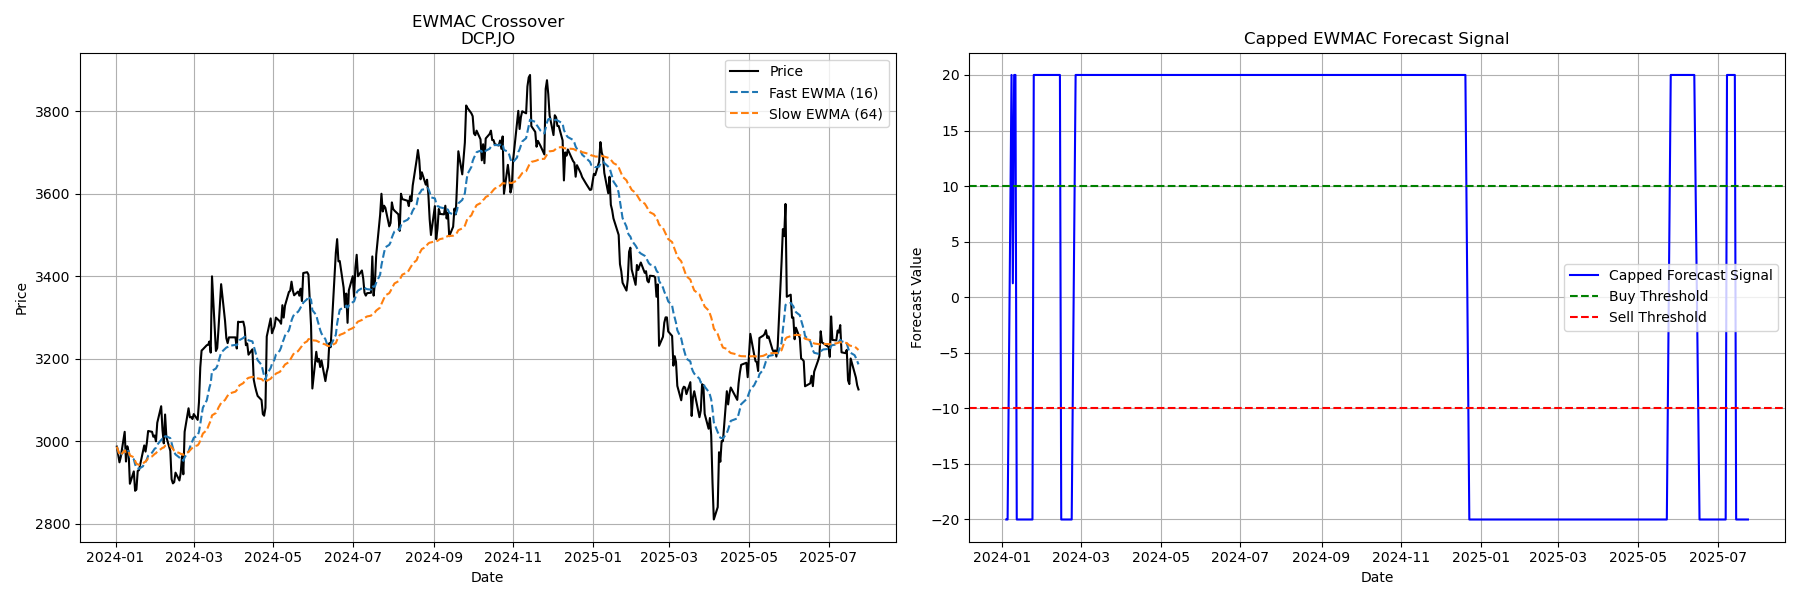 EWMAC Crossover
DCP.JO
Price
Fast EWMA (16)
Slow EWMA (64)
3800
3600
3400
3200
3000
2800
Price
2024-01
2024-03
2024-05
2024-07
2024-09
2024-11
2025-01
2025-03
2025-05
2025-07
Date
Capped EWMAC Forecast Signal
20
15
10
5
0
−5
−10
−15
−20
Forecast Value
Capped Forecast Signal
Buy Threshold
Sell Threshold
2024-01
2024-03
2024-05
2024-07
2024-09
2024-11
2025-01
2025-03
2025-05
2025-07
Date